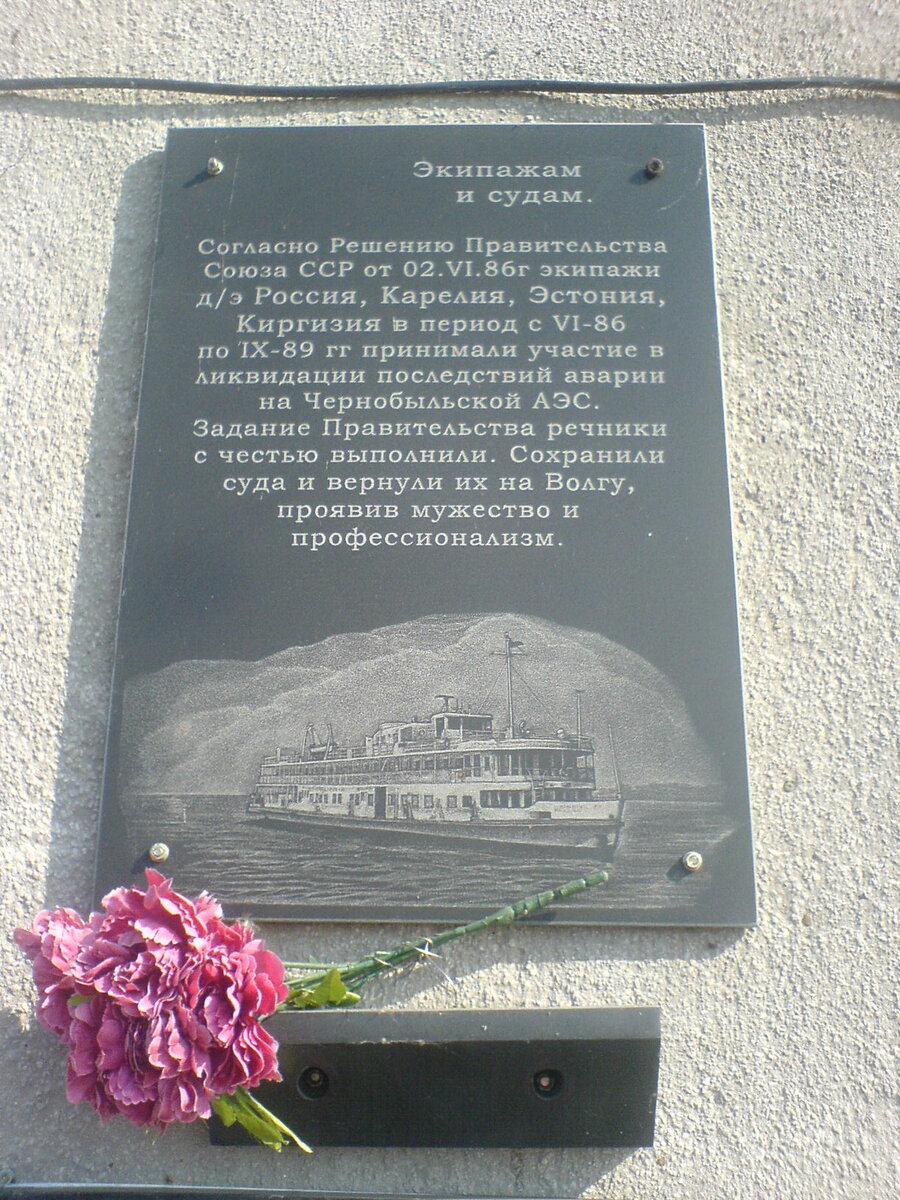 Экипажам
и судам.
Согласно Решению Правительства
Союза ССР от 02.VI.86г экипажи
д/э Россия, Карелия, Эстония,
Киргизия в период с VI-86
по IX-89 гг принимали участие в
ликвидации последствий аварии
на Чернобыльской АЭС.
Задание Правительства речники
с честью выполнили. Сохранили
суда и вернули их на Волгу,
проявив мужество и
профессионализм.